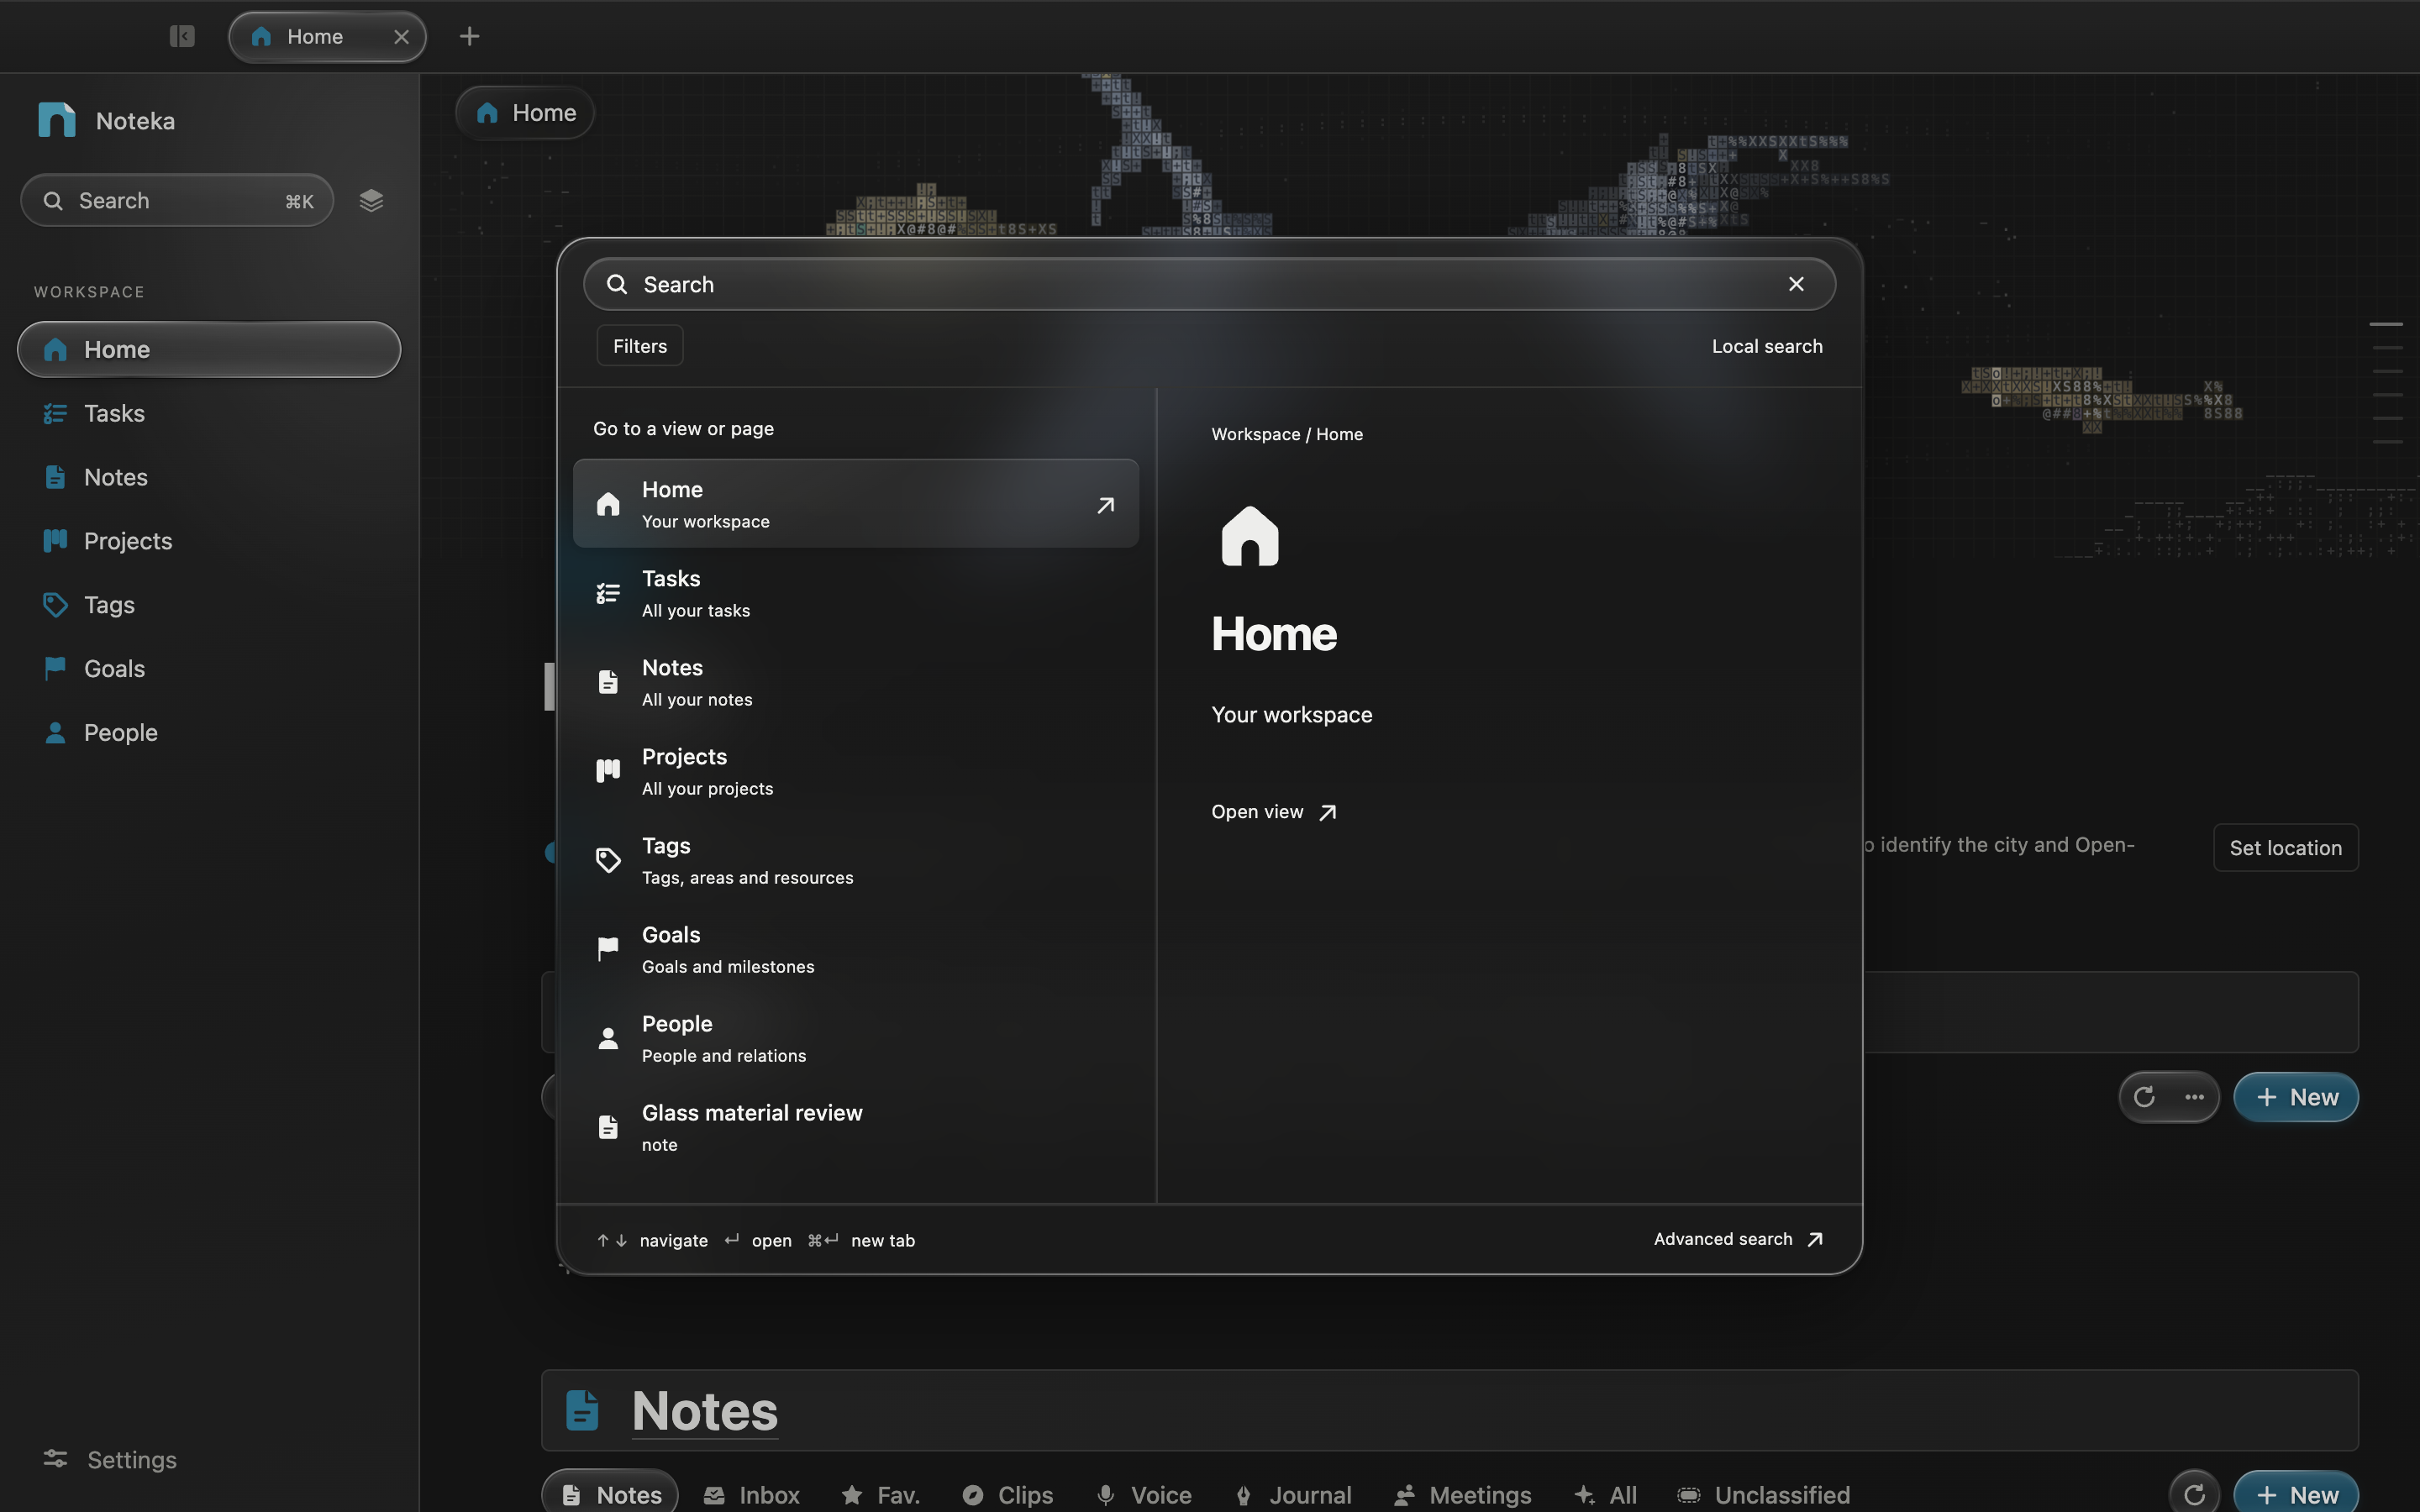 Home
Noteka
Search ⌘K
WORKSPACE
Home
Tasks
Notes
Projects
Tags
Goals
People
Settings
Home
Search
Filters
Local search
Go to a view or page
Home
Your workspace
Tasks
All your tasks
Notes
All your notes
Projects
All your projects
Tags
Tags, areas and resources
Goals
Goals and milestones
People
People and relations
Glass material review
note
Workspace / Home
Home
Your workspace
Open view
↑ ↓ navigate ↵ open ⌘↵ new tab
Advanced search
identify the city and Open-
Set location
New
Notes
Notes Inbox Fav. Clips Voice Journal Meetings All Unclassified
New